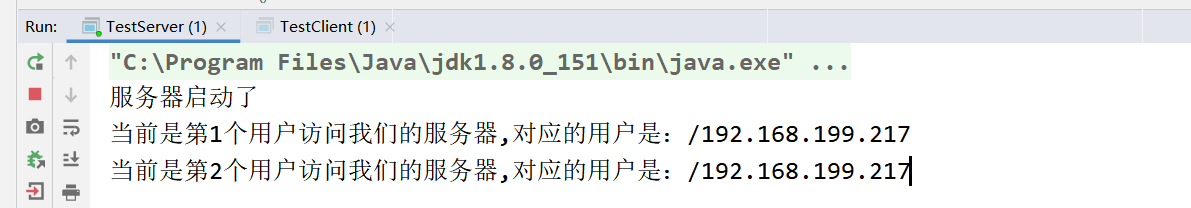 Run: TestServer (1) × TestClient (1) ×
"C:\Program Files\Java\jdk1.8.0_151\bin\java.exe" ...
服务器启动了
当前是第1个用户访问我们的服务器,对应的用户是：/192.168.199.217
当前是第2个用户访问我们的服务器,对应的用户是：/192.168.199.217